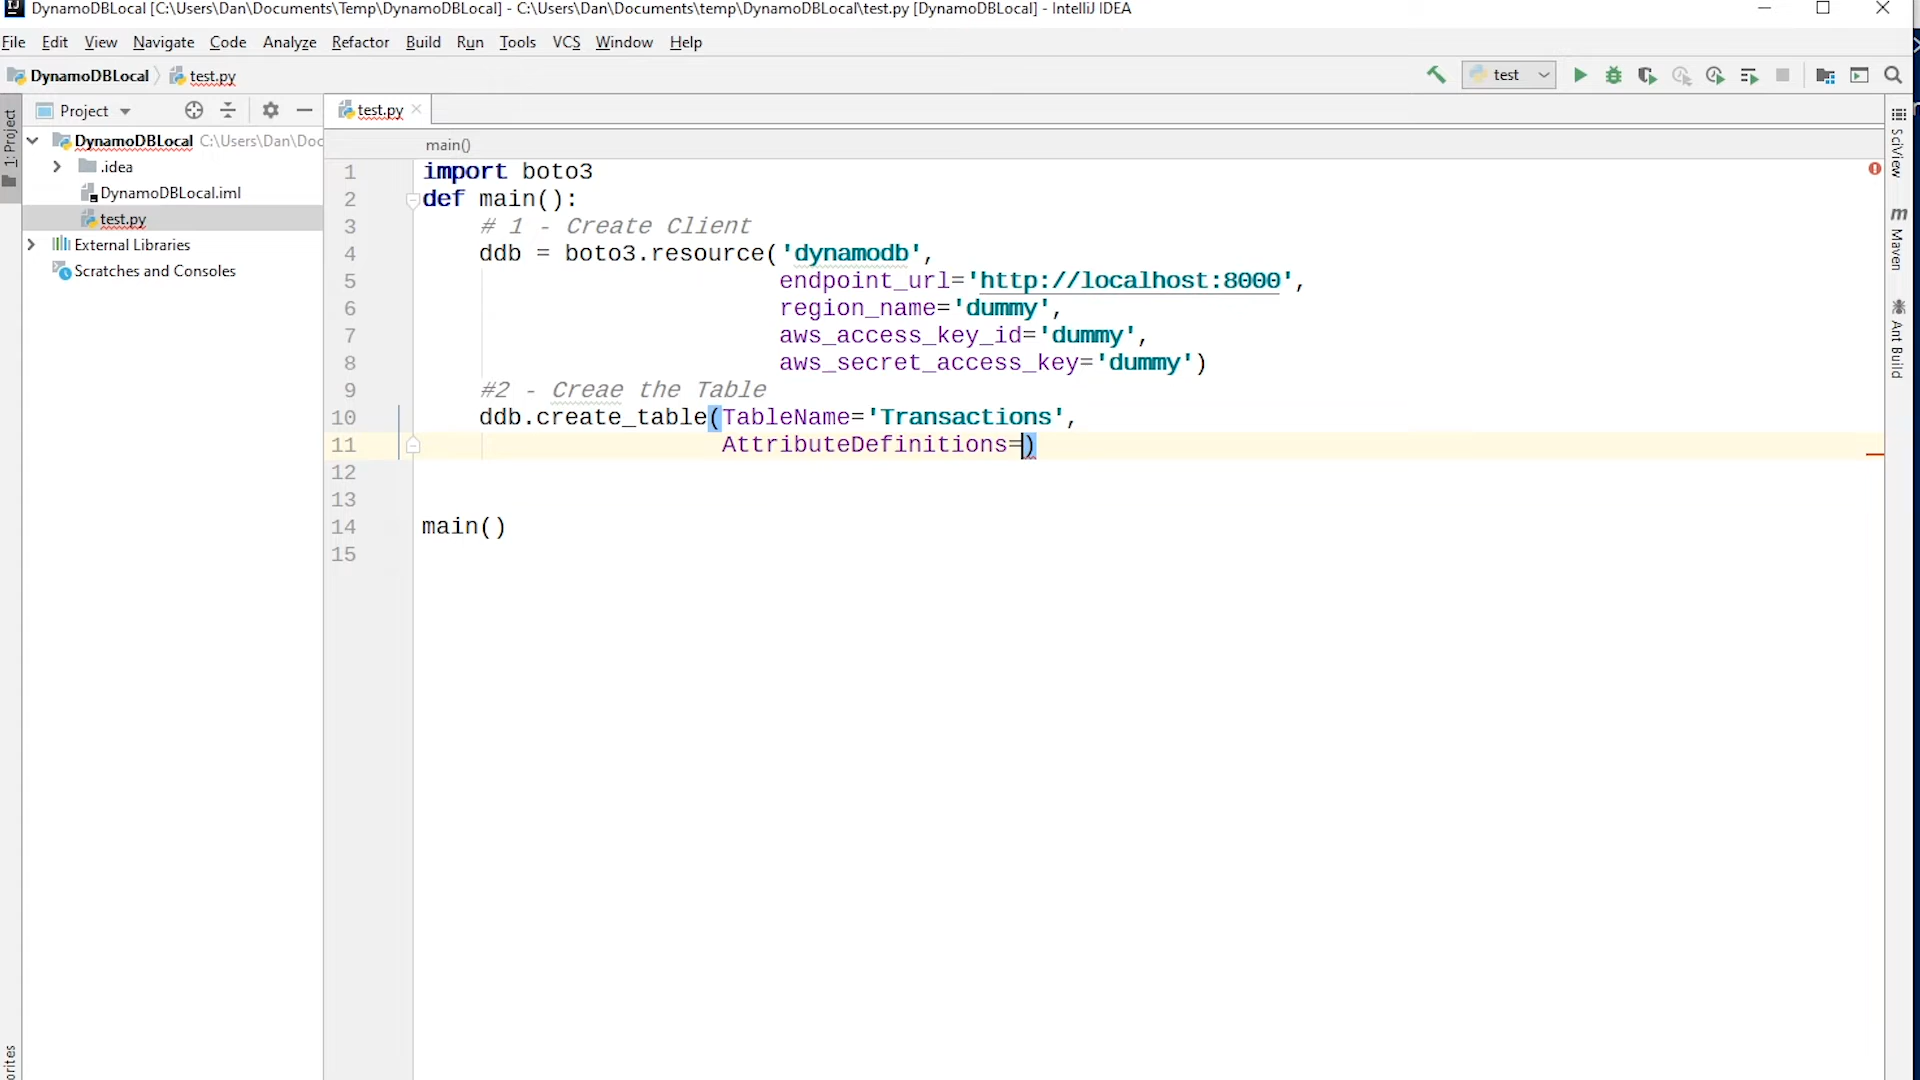 DynamoDBLocal [C:\Users\Dan\Documents\Temp\DynamoDBLocal] - C:\Users\Dan\Documents\temp\DynamoDBLocal\test.py [DynamoDBLocal] - IntelliJ IDEA
File Edit View Navigate Code Analyze Refactor Build Run Tools VCS Window Help
DynamoDBLocal test.py
test
Project
test.py
1: Project
DynamoDBLocal C:\Users\Dan\Doc
.idea
DynamoDBLocal.iml
test.py
External Libraries
Scratches and Consoles
main()
1 import boto3
2 def main():
3 # 1 - Create Client
4 ddb = boto3.resource('dynamodb',
5 endpoint_url='http://localhost:8000',
6 region_name='dummy',
7 aws_access_key_id='dummy',
8 aws_secret_access_key='dummy')
9 #2 - Creae the Table
10 ddb.create_table(TableName='Transactions',
11 AttributeDefinitions=)
12
13
14 main()
15
SciView
m Maven
Ant Build
orites